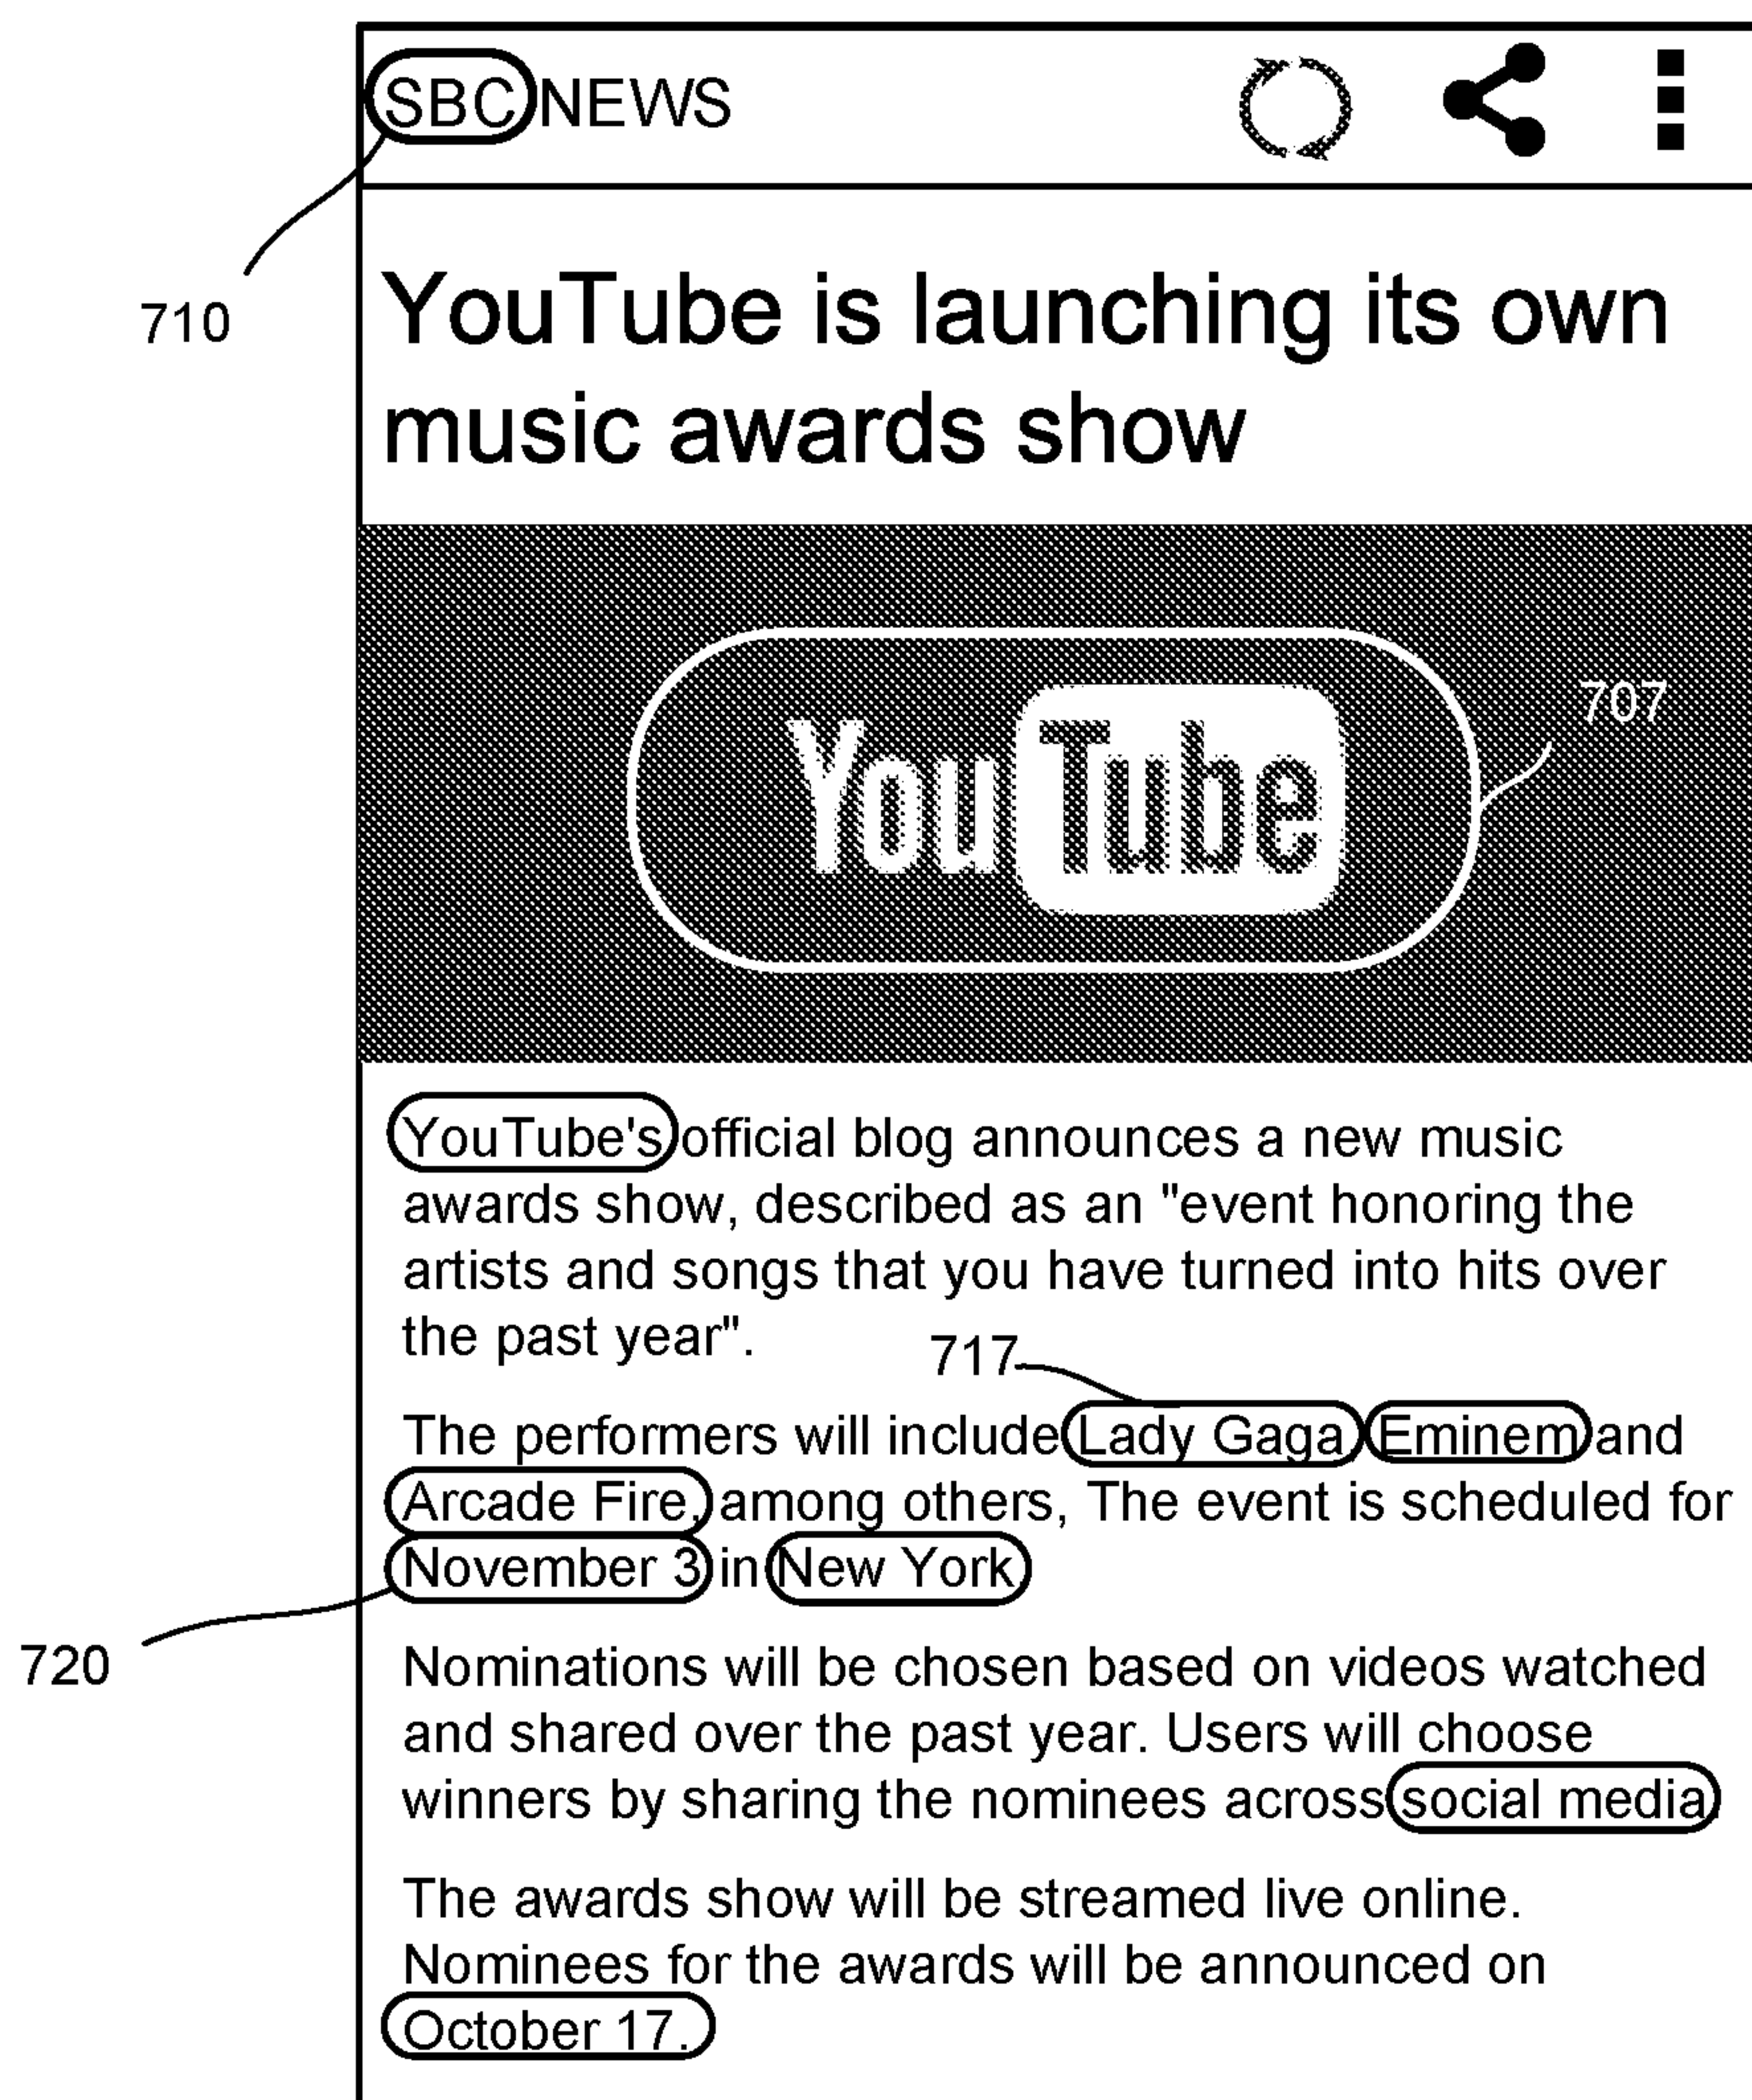 SBC NEWS
710
YouTube is launching its own
music awards show
YouTube
707
YouTube's official blog announces a new music
awards show, described as an "event honoring the
artists and songs that you have turned into hits over
the past year".
717
The performers will include Lady Gaga Eminem and
Arcade Fire, among others, The event is scheduled for
November 3 in New York
720
Nominations will be chosen based on videos watched
and shared over the past year. Users will choose
winners by sharing the nominees across social media
The awards show will be streamed live online.
Nominees for the awards will be announced on
October 17.